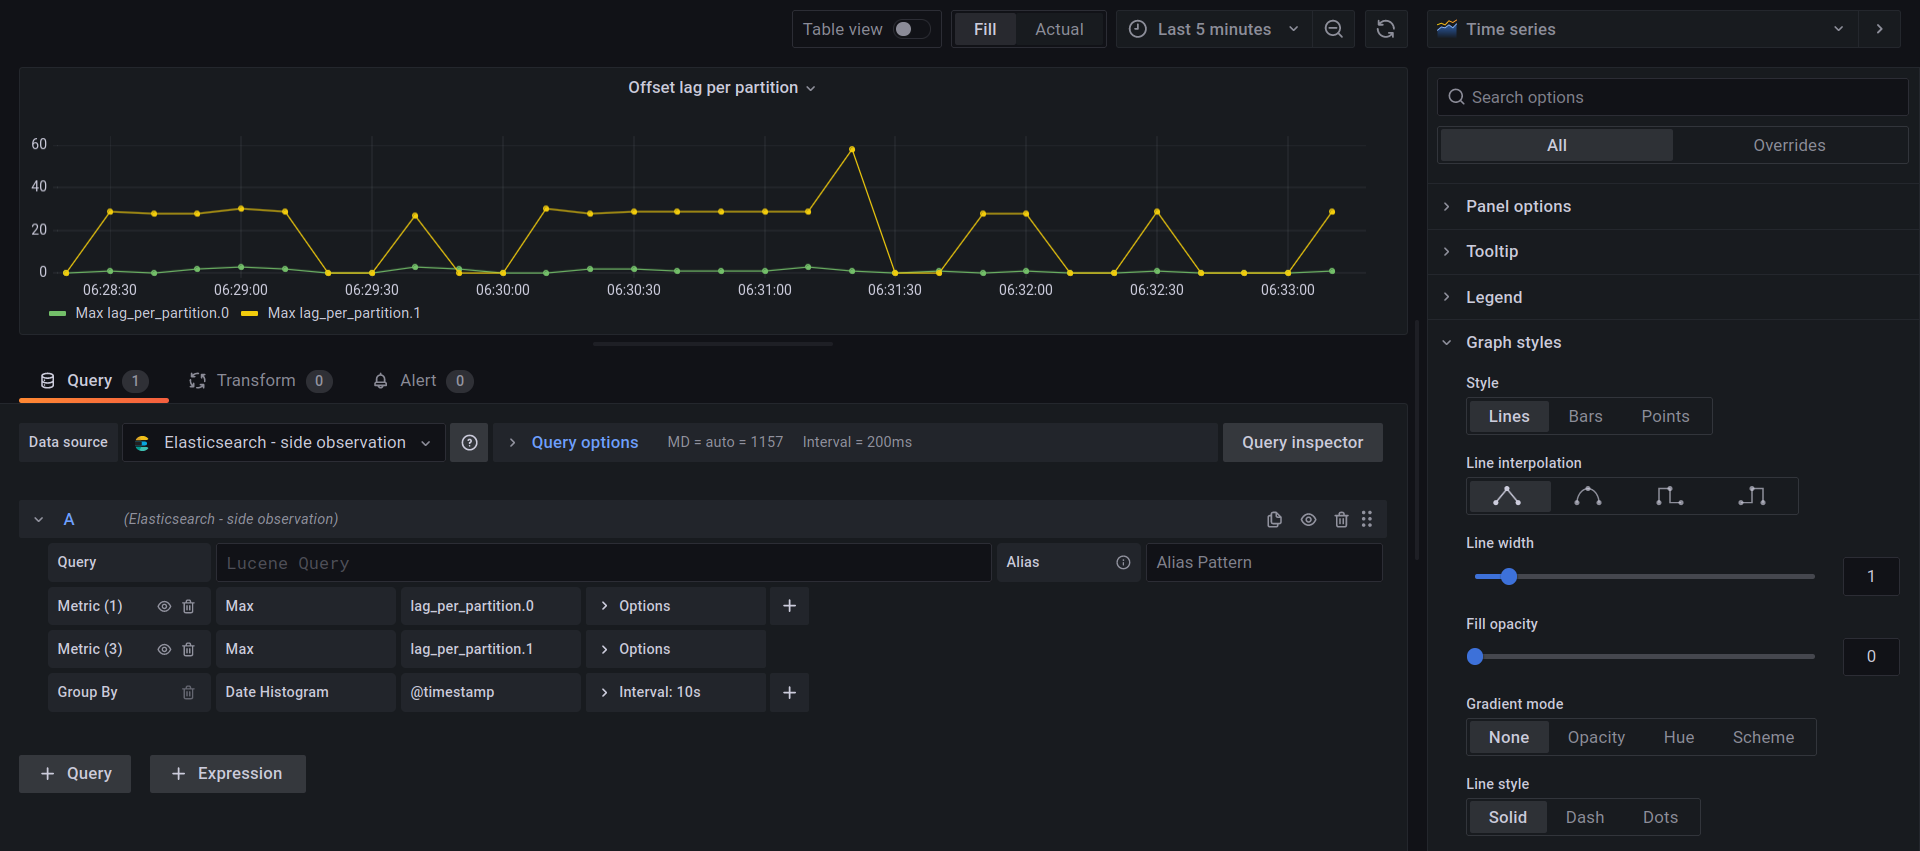 Table view
Fill Actual
Last 5 minutes
Time series
Offset lag per partition
60
40
20
0
06:28:30 06:29:00 06:29:30 06:30:00 06:30:30 06:31:00 06:31:30 06:32:00 06:32:30 06:33:00
Max lag_per_partition.0 Max lag_per_partition.1
Query 1 Transform 0 Alert 0
Data source Elasticsearch - side observation Query options MD = auto = 1157 Interval = 200ms Query inspector
A (Elasticsearch - side observation)
Query Lucene Query Alias Alias Pattern
Metric (1) Max lag_per_partition.0 Options
Metric (3) Max lag_per_partition.1 Options
Group By Date Histogram @timestamp Interval: 10s
+ Query + Expression
Search options
All Overrides
Panel options
Tooltip
Legend
Graph styles
Style
Lines Bars Points
Line interpolation
Line width
1
Fill opacity
0
Gradient mode
None Opacity Hue Scheme
Line style
Solid Dash Dots